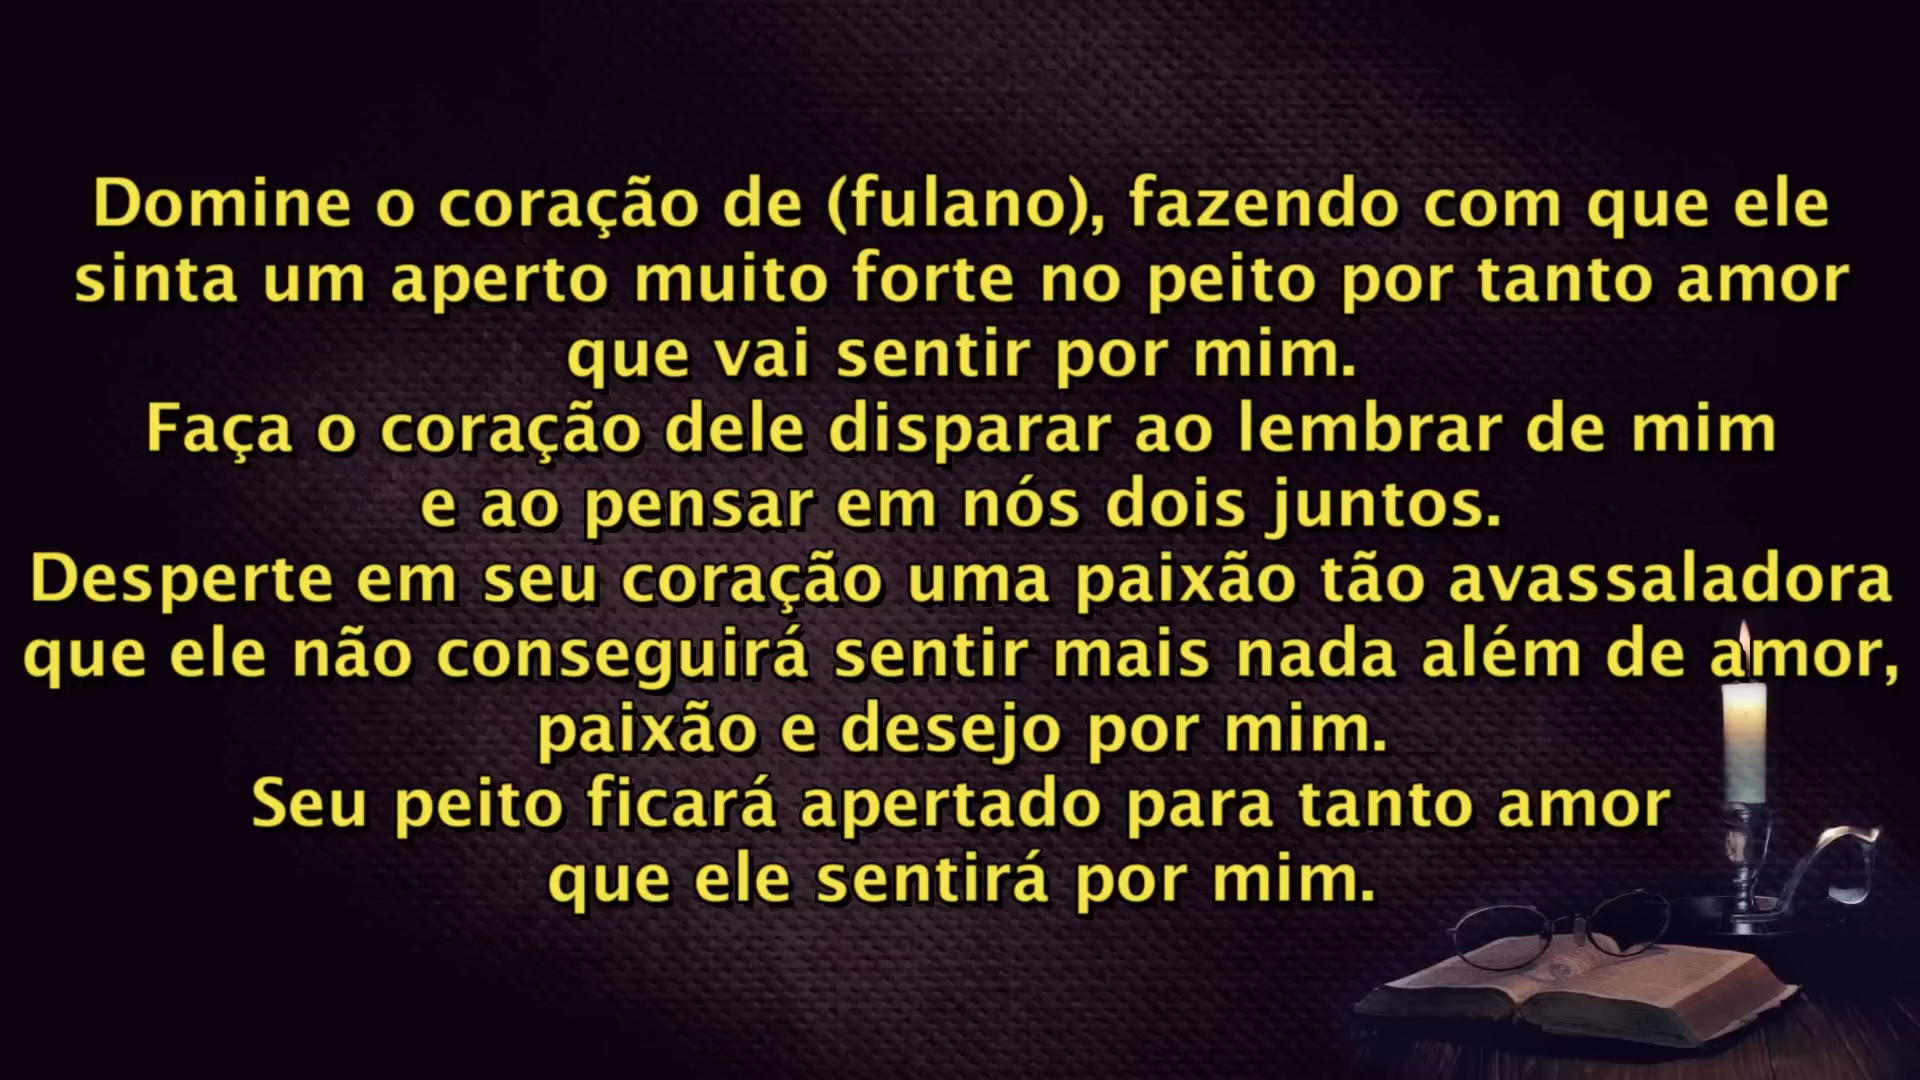 Domine o coração de (fulano), fazendo com que ele
sinta um aperto muito forte no peito por tanto amor
que vai sentir por mim.
Faça o coração dele disparar ao lembrar de mim
e ao pensar em nós dois juntos.
Desperte em seu coração uma paixão tão avassaladora
que ele não conseguirá sentir mais nada além de amor,
paixão e desejo por mim.
Seu peito ficará apertado para tanto amor
que ele sentirá por mim.